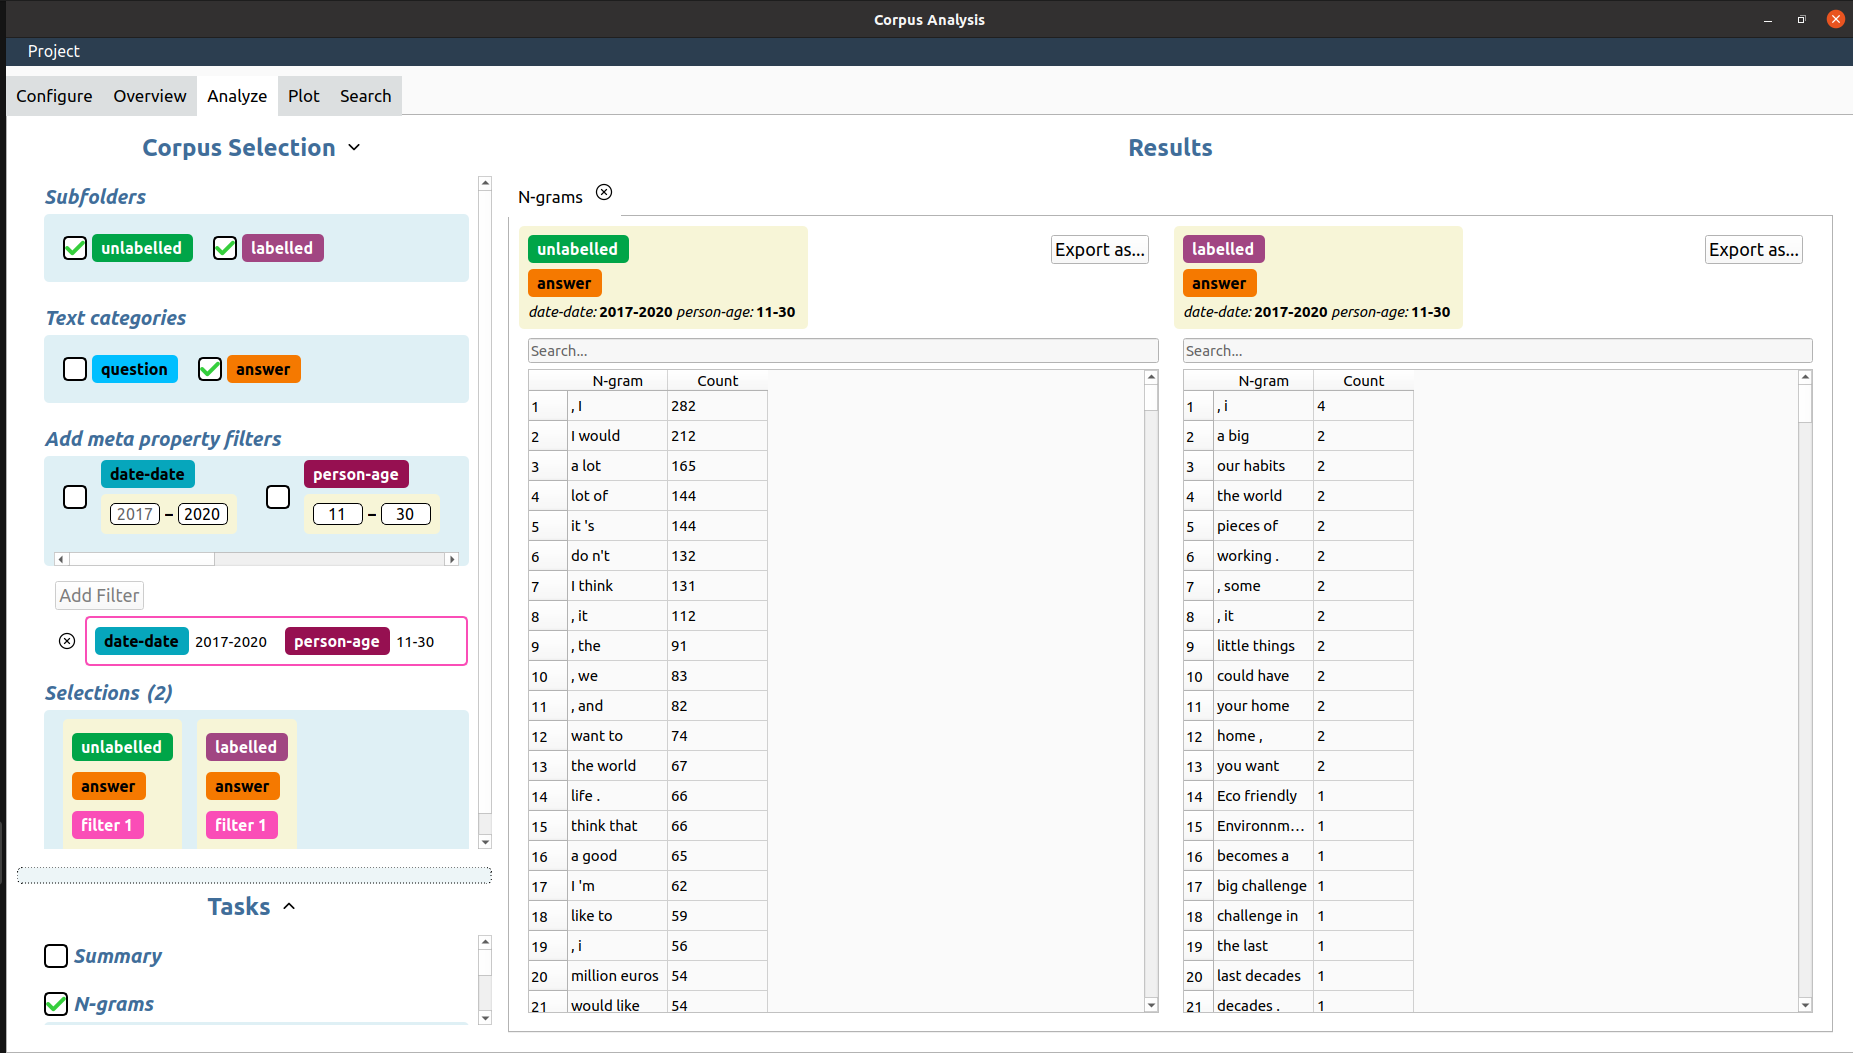 Corpus Analysis
Project
Configure Overview Analyze Plot Search
Corpus Selection
Subfolders
unlabelled labelled
Text categories
question answer
Add meta property filters
date-date person-age
2017 – 2020 11 – 30
Add Filter
date-date 2017-2020 person-age 11-30
Selections (2)
unlabelled labelled
answer answer
filter 1 filter 1
Tasks
Summary
N-grams
Results
N-grams
unlabelled
Export as...
answer
date-date: 2017-2020 person-age: 11-30
Search...
N-gram Count
1 , I 282
2 I would 212
3 a lot 165
4 lot of 144
5 it 's 144
6 do n't 132
7 I think 131
8 , it 112
9 , the 91
10 , we 83
11 , and 82
12 want to 74
13 the world 67
14 life . 66
15 think that 66
16 a good 65
17 I 'm 62
18 like to 59
19 , i 56
20 million euros 54
21 would like 54
labelled
Export as...
answer
date-date: 2017-2020 person-age: 11-30
Search...
N-gram Count
1 , i 4
2 a big 2
3 our habits 2
4 the world 2
5 pieces of 2
6 working . 2
7 , some 2
8 , it 2
9 little things 2
10 could have 2
11 your home 2
12 home , 2
13 you want 2
14 Eco friendly 1
15 Environnm... 1
16 becomes a 1
17 big challenge 1
18 challenge in 1
19 the last 1
20 last decades 1
21 decades . 1